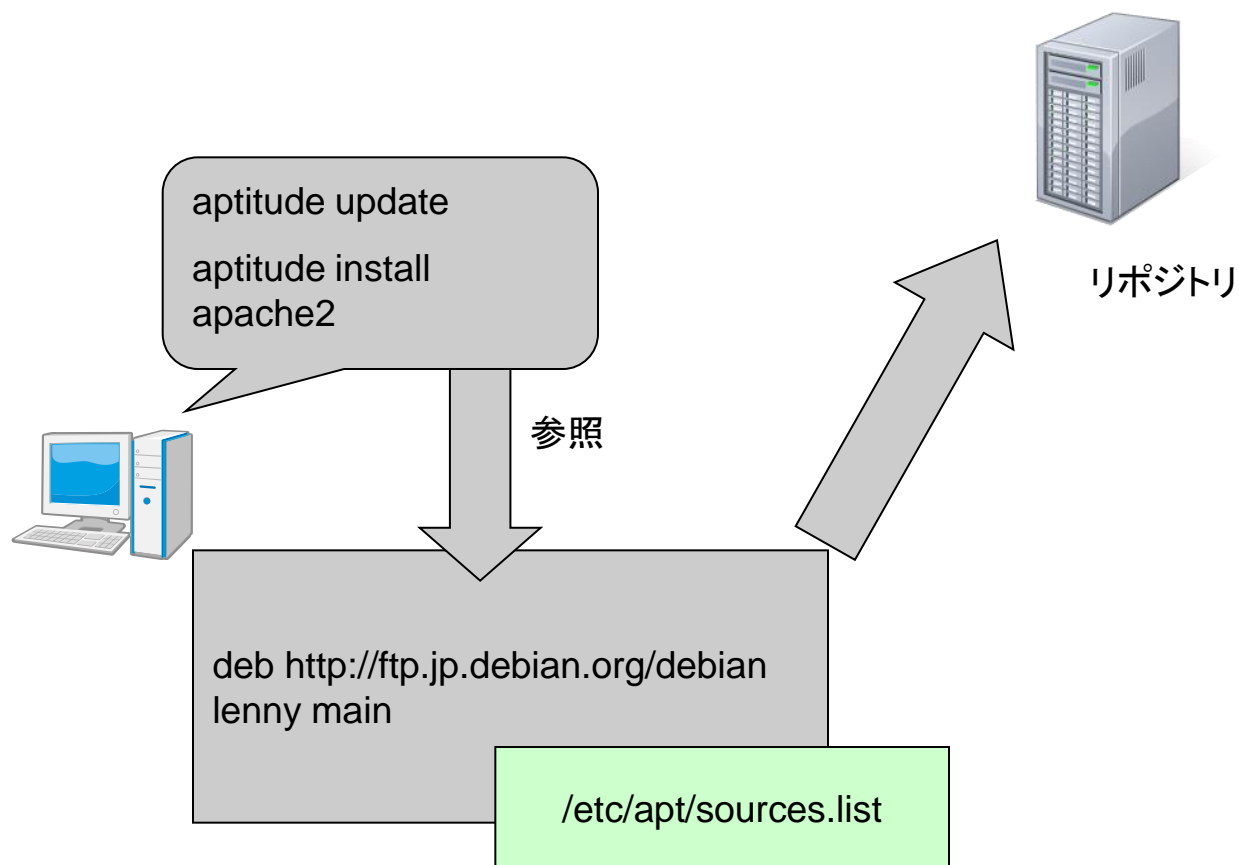 aptitude update
aptitude install
apache2
リポジトリ
参照
deb http://ftp.jp.debian.org/debian
lenny main
/etc/apt/sources.list